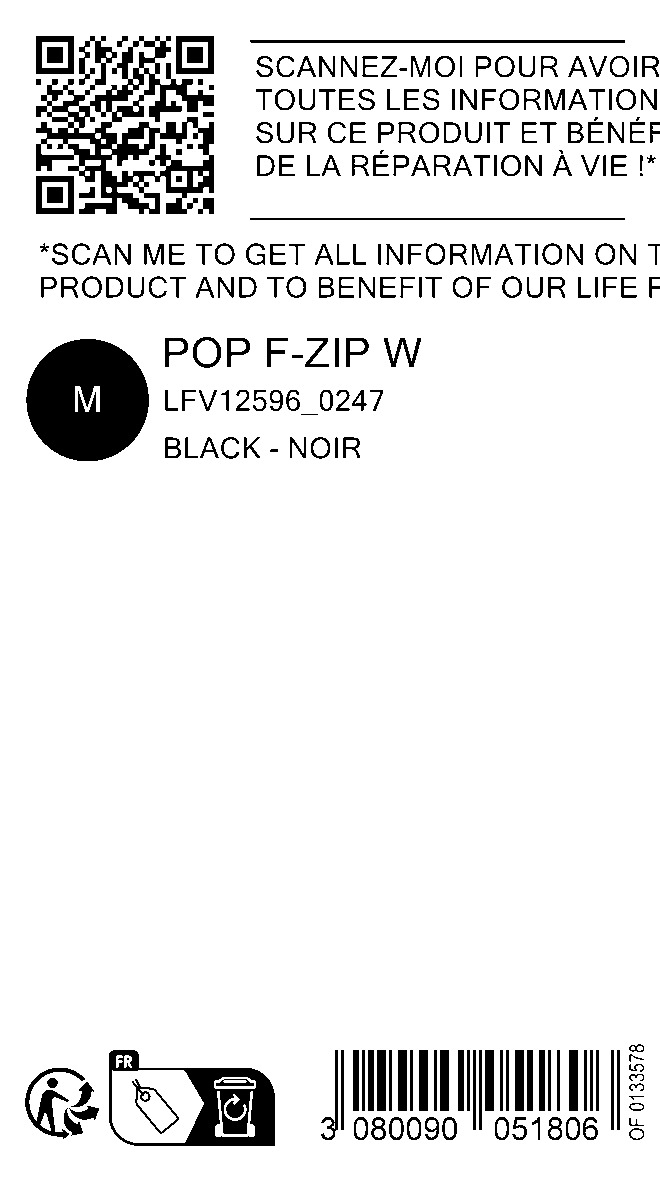 SCANNEZ-MOI POUR AVOIR
TOUTES LES INFORMATION
SUR CE PRODUIT ET BÉNÉF
DE LA RÉPARATION À VIE !*
*SCAN ME TO GET ALL INFORMATION ON T
PRODUCT AND TO BENEFIT OF OUR LIFE
POP F-ZIP W
M
LFV12596_0247
BLACK - NOIR
FR
3 080090 051806
OF 0133578